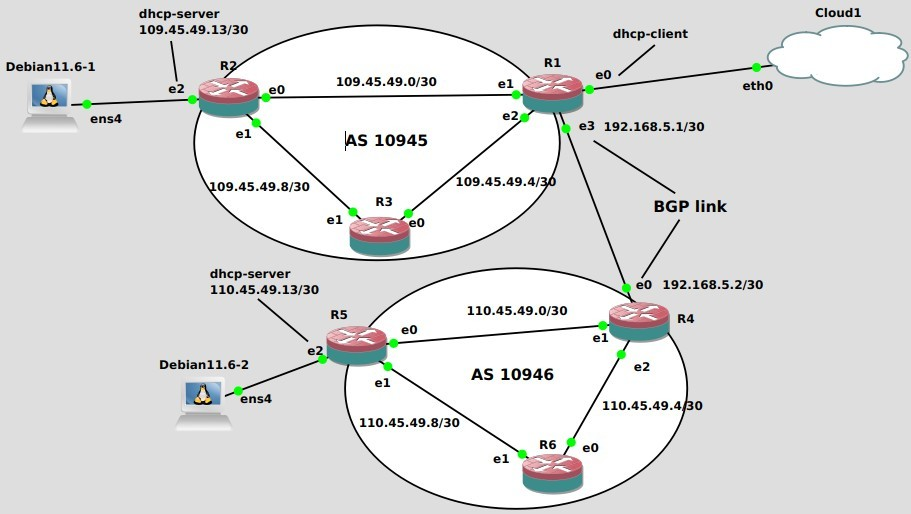 dhcp-server
109.45.49.13/30
Cloud1
dhcp-client
Debian11.6-1
R2
R1
e0
e2
e0
109.45.49.0/30
e1
eth0
ens4
e2
e3 192.168.5.1/30
e1
AS 10945
109.45.49.8/30
109.45.49.4/30
R3
e1
e0
BGP link
dhcp-server
110.45.49.13/30
e0 192.168.5.2/30
R5
110.45.49.0/30
R4
e0
e1
e2
Debian11.6-2
e2
e1
AS 10946
ens4
110.45.49.4/30
110.45.49.8/30
R6
e0
e1